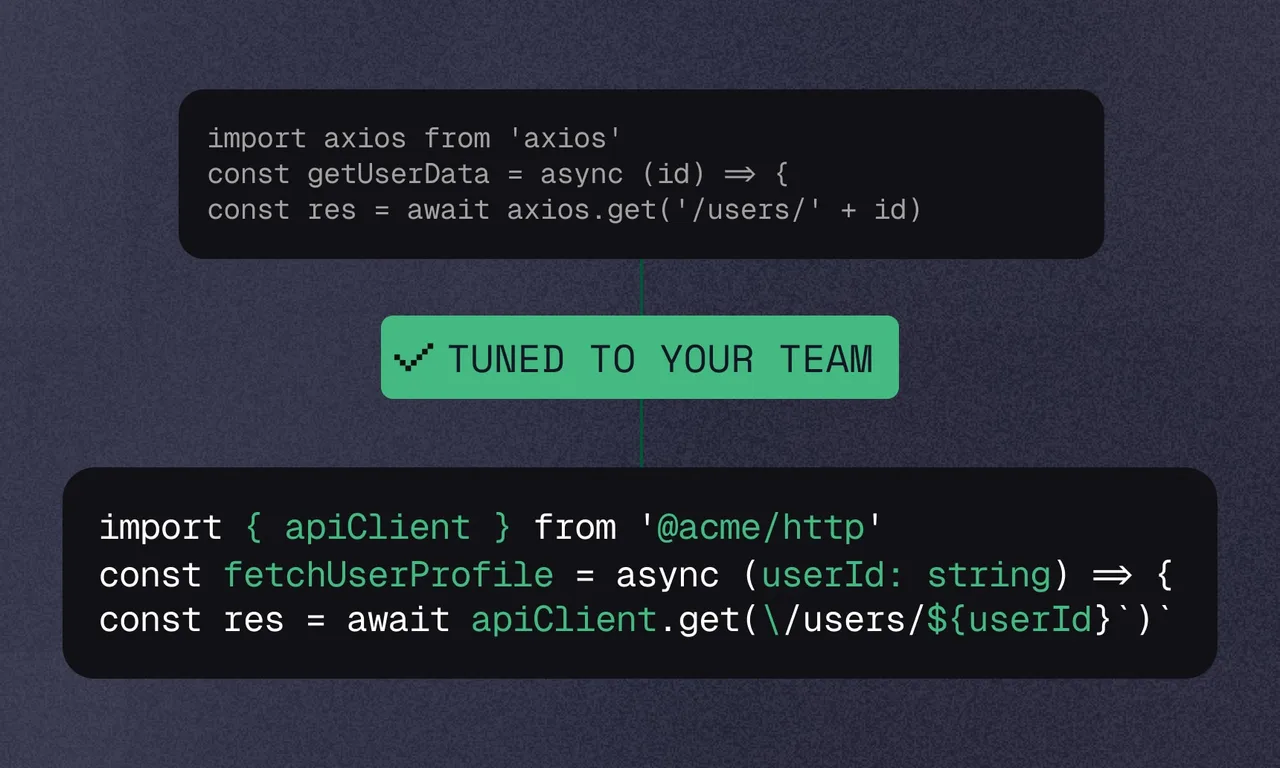 import axios from 'axios'
const getUserData = async (id) => {
const res = await axios.get('/users/' + id)
TUNED TO YOUR TEAM
import { apiClient } from '@acme/http'
const fetchUserProfile = async (userId: string) => {
const res = await apiClient.get(\/users/${userId}`)`